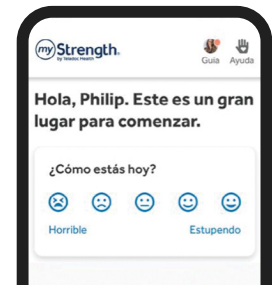 myStrength.
by Teladoc Health
Guía
Ayuda
Hola, Philip. Este es un gran
lugar para comenzar.
¿Cómo estás hoy?
Horrible
Estupendo